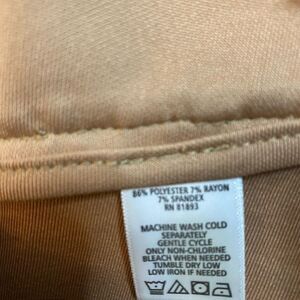 86% POLYESTER 7% RAYON
7% SPANDEX
RN 81893
MACHINE WASH COLD
SEPARATELY
GENTLE CYCLE
ONLY NON-CHLORINE
BLEACH WHEN NEEDED
TUMBLE DRY LOW
LOW IRON IF NEEDED